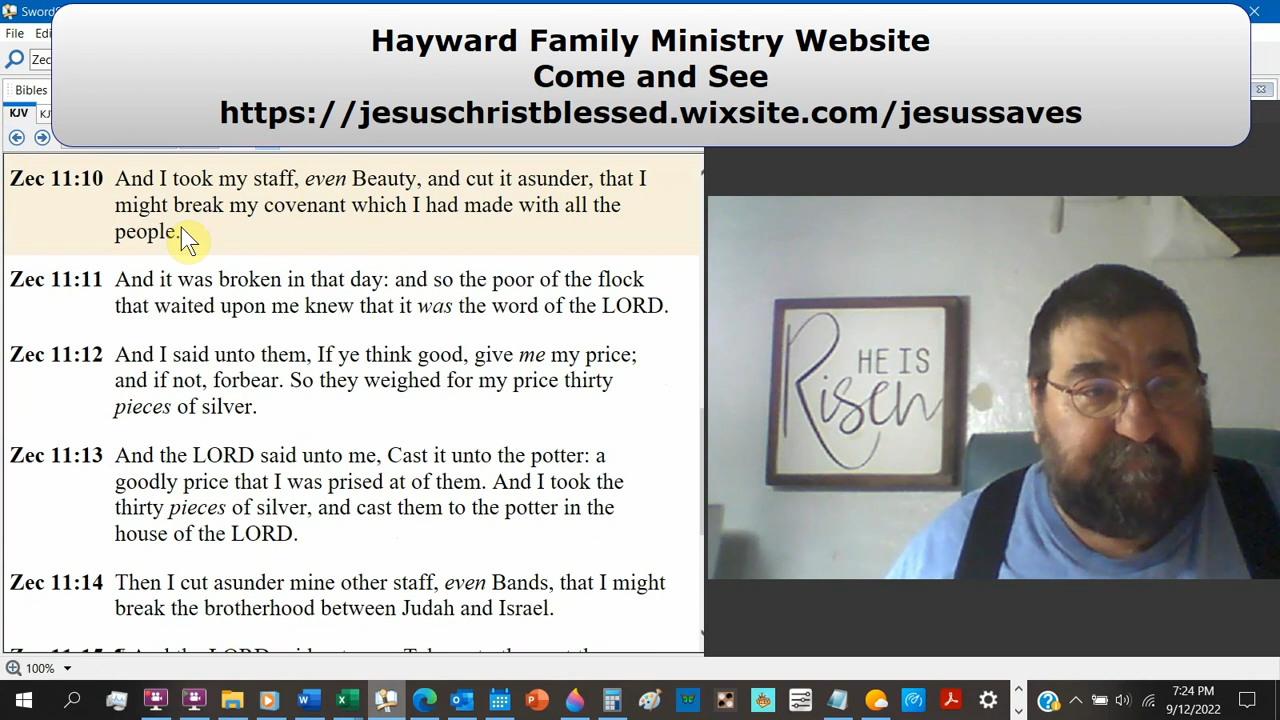 Sword
Hayward Family Ministry Website
Come and See
https://jesuschristblessed.wixsite.com/jesussaves
File
Zec
Bibles
KJV
Zec 11:10 And I took my staff, even Beauty, and cut it asunder, that I
might break my covenant which I had made with all the
people.
Zec 11:11 And it was broken in that day: and so the poor of the flock
that waited upon me knew that it was the word of the LORD.
Zec 11:12 And I said unto them, If ye think good, give me my price;
and if not, forbear. So they weighed for my price thirty
pieces of silver.
Zec 11:13 And the LORD said unto me, Cast it unto the potter: a
goodly price that I was prised at of them. And I took the
thirty pieces of silver, and cast them to the potter in the
house of the LORD.
Zec 11:14 Then I cut asunder mine other staff, even Bands, that I might
break the brotherhood between Judah and Israel.
HE IS
Risen
100%
7:24 PM
9/12/2022